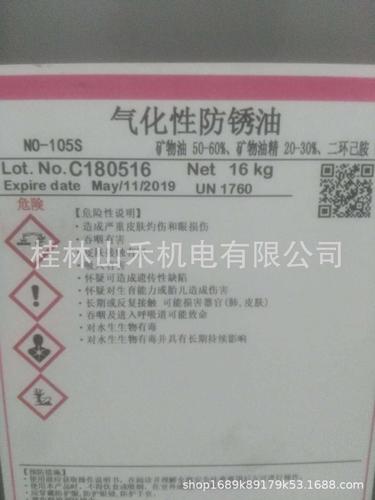 气化性防锈油
NO-105S 矿物油 50-60%、矿物油精 20-30%、二环己胺
Lot. No.C180516 Net 16 kg
Expire date May/11/2019 UN 1760
危険
【危险性说明】
・造成严重皮肤灼伤和眼损伤
・吞咽有害
桂林山禾机电有限公司
・怀疑可造成遗传性缺陷
・怀疑对生育能力或胎儿造成伤害
・长期或反复接触 可能损害器官(肺,皮肤)
・吞咽及进入呼吸道可能致命
・对水生生物有毒
・对水生生物有毒并具有长期持续影响
【预防措施】
shop1689k89179k53.1688.com